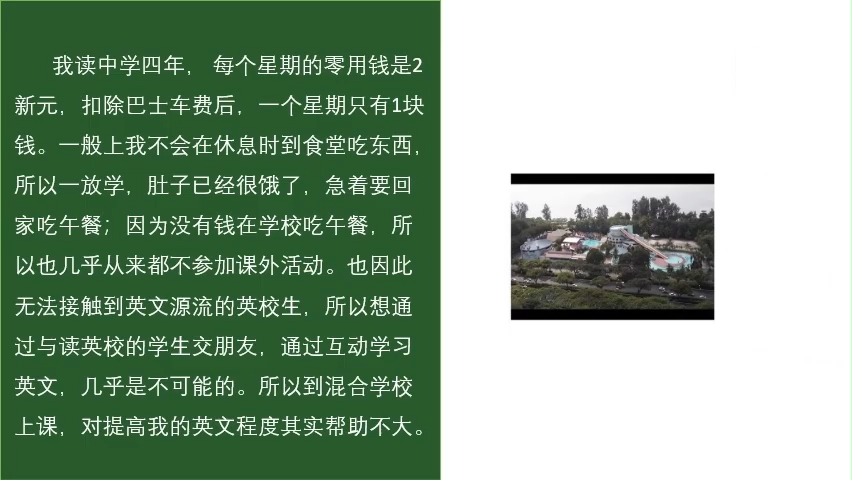 我读中学四年， 每个星期的零用钱是2
新元，扣除巴士车费后，一个星期只有1块
钱。一般上我不会在休息时到食堂吃东西，
所以一放学，肚子已经很饿了，急着要回
家吃午餐；因为没有钱在学校吃午餐，所
以也几乎从来都不参加课外活动。也因此
无法接触到英文源流的英校生，所以想通
过与读英校的学生交朋友，通过互动学习
英文，几乎是不可能的。所以到混合学校
上课，对提高我的英文程度其实帮助不大。